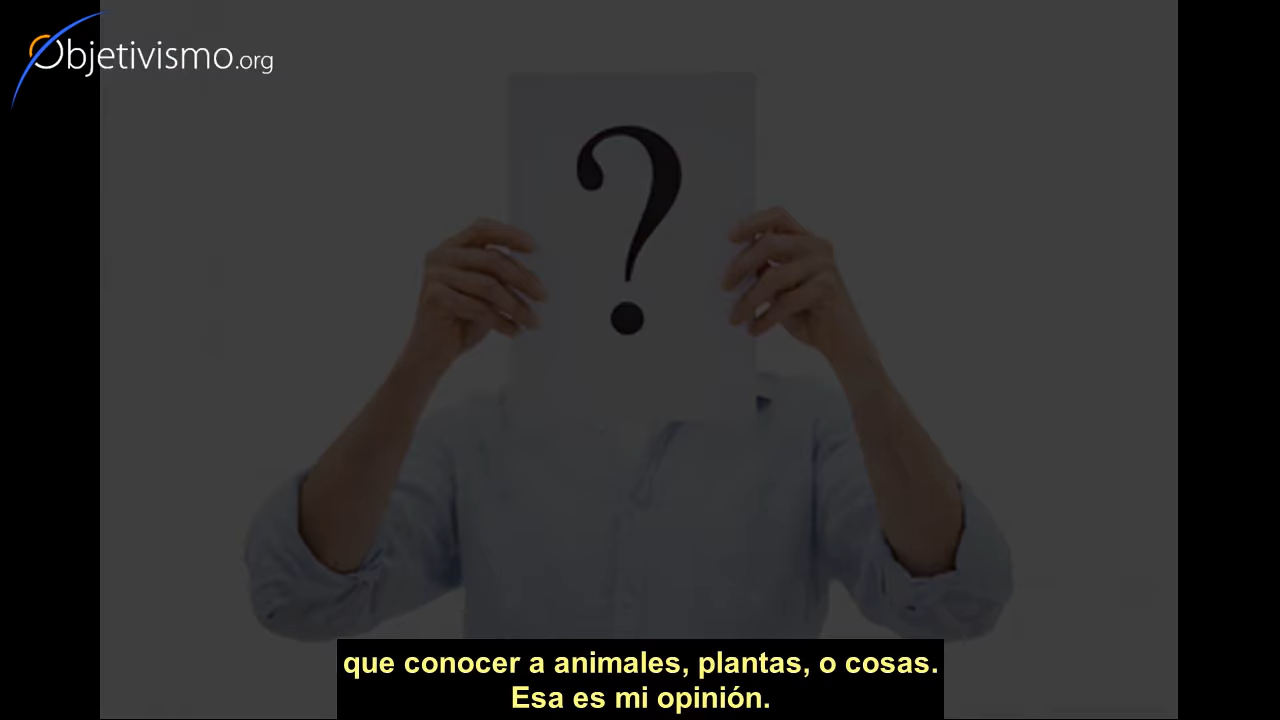 Objetivismo.org
?
que conocer a animales, plantas, o cosas.
Esa es mi opinión.